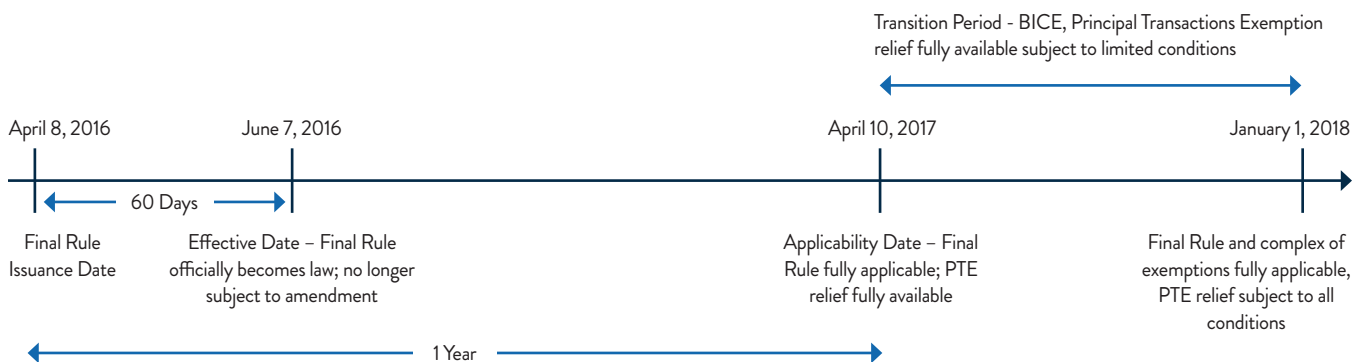 Transition Period - BICE, Principal Transactions Exemption
relief fully available subject to limited conditions
April 8, 2016
June 7, 2016
April 10, 2017
January 1, 2018
60 Days
Final Rule
Issuance Date
Effective Date – Final Rule
officially becomes law; no longer
subject to amendment
Applicability Date – Final
Rule fully applicable; PTE
relief fully available
Final Rule and complex of
exemptions fully applicable,
PTE relief subject to all
conditions
1 Year